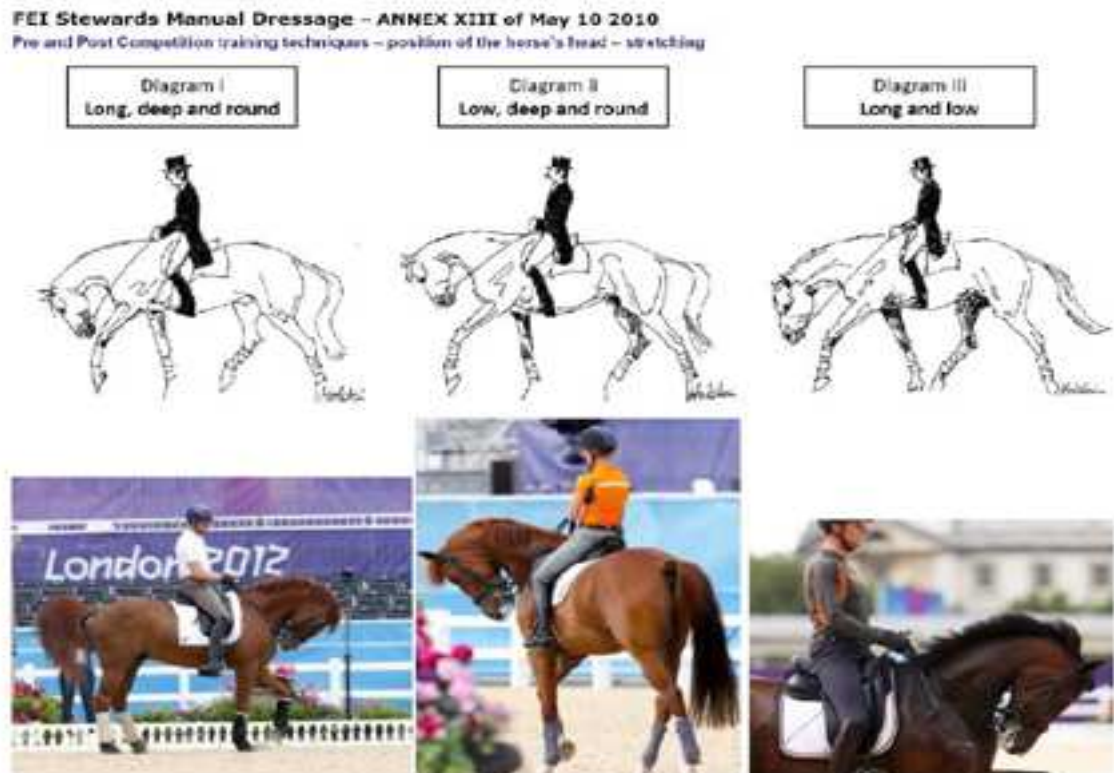 FEI Stewards Manual Dressage – ANNEX XIII of May 10 2010
Pre and Post Competition training techniques – position of the horse's head – stretching
Diagram I
Long, deep and round
Diagram II
Low, deep and round
Diagram III
Long and low
London 2012